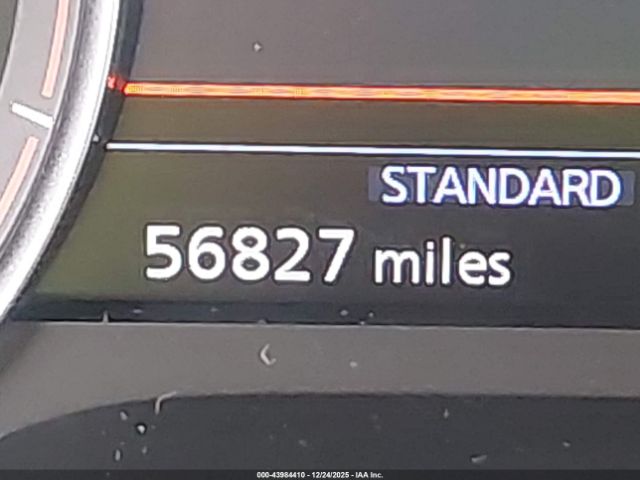 STANDARD
56827 miles
000-43984410 - 12/24/2025 - IAA Inc.